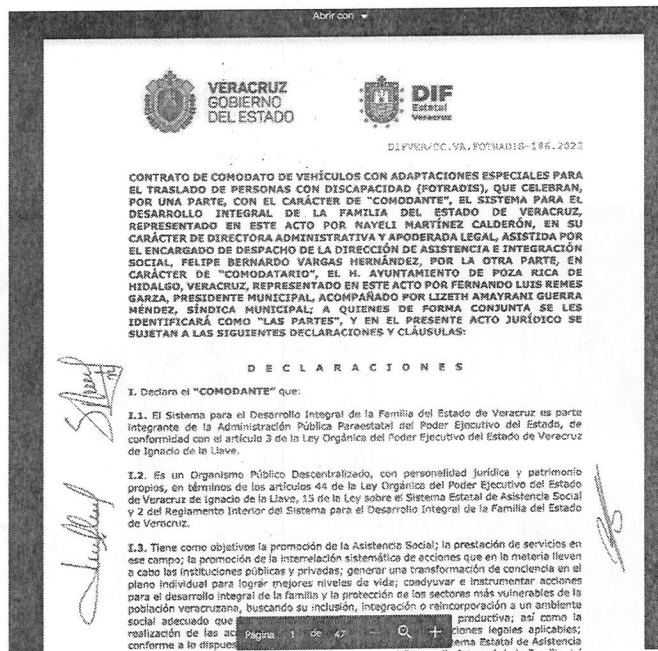 Abrir con
VERACRUZ
GOBIERNO
DEL ESTADO
DIF
Estatal
Veracruz
DIFVER/CC.VA.FOTRADIS-186.2022
CONTRATO DE COMODATO DE VEHÍCULOS CON ADAPTACIONES ESPECIALES PARA
EL TRASLADO DE PERSONAS CON DISCAPACIDAD (FOTRADIS), QUE CELEBRAN,
POR UNA PARTE, CON EL CARÁCTER DE "COMODANTE", EL SISTEMA PARA EL
DESARROLLO INTEGRAL DE LA FAMILIA DEL ESTADO DE VERACRUZ,
REPRESENTADO EN ESTE ACTO POR NAYELI MARTÍNEZ CALDERÓN, EN SU
CARÁCTER DE DIRECTORA ADMINISTRATIVA Y APODERADA LEGAL, ASISTIDA POR
EL ENCARGADO DE DESPACHO DE LA DIRECCIÓN DE ASISTENCIA E INTEGRACIÓN
SOCIAL, FELIPE BERNARDO VARGAS HERNÁNDEZ, POR LA OTRA PARTE, EN
CARÁCTER DE "COMODATARIO", EL H. AYUNTAMIENTO DE POZA RICA DE
HIDALGO, VERACRUZ, REPRESENTADO EN ESTE ACTO POR FERNANDO LUIS REMES
GARZA, PRESIDENTE MUNICIPAL, ACOMPAÑADO POR LIZETH AMAYRANI GUERRA
MÉNDEZ, SÍNDICA MUNICIPAL; A QUIENES DE FORMA CONJUNTA SE LES
IDENTIFICARÁ COMO "LAS PARTES", Y EN EL PRESENTE ACTO JURÍDICO SE
SUJETAN A LAS SIGUIENTES DECLARACIONES Y CLÁUSULAS:
D E C L A R A C I O N E S
I. Declara el "COMODANTE" que:
I.1. El Sistema para el Desarrollo Integral de la Familia del Estado de Veracruz es parte
integrante de la Administración Pública Paraestatal del Poder Ejecutivo del Estado, de
conformidad con el artículo 3 de la Ley Orgánica del Poder Ejecutivo del Estado de Veracruz
de Ignacio de la Llave.
I.2. Es un Organismo Público Descentralizado, con personalidad jurídica y patrimonio
propios, en términos de los artículos 44 de la Ley Orgánica del Poder Ejecutivo del Estado
de Veracruz de Ignacio de la Llave, 15 de la Ley sobre el Sistema Estatal de Asistencia Social
y 2 del Reglamento Interior del Sistema para el Desarrollo Integral de la Familia del Estado
de Veracruz.
I.3. Tiene como objetivos la promoción de la Asistencia Social; la prestación de servicios en
ese campo; la promoción de la interrelación sistemática de acciones que en la materia lleven
a cabo las instituciones públicas y privadas; generar una transformación de conciencia en el
plano individual para lograr mejores niveles de vida; coadyuvar e instrumentar acciones
para el desarrollo integral de la familia y la protección de los sectores más vulnerables de la
población veracruzana, buscando su inclusión, integración o reincorporación a un ambiente
social adecuado que productiva; así como la
realización de las acc ciones legales aplicables;
conforme a lo dispues ema Estatal de Asistencia
Página 1 de 47 − +